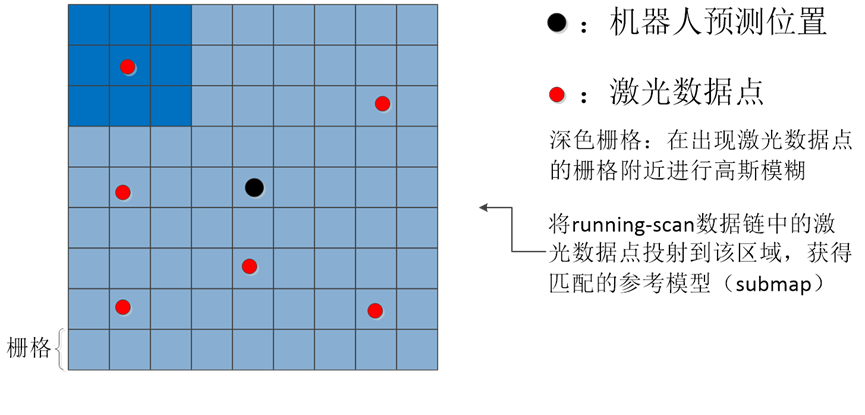 ：机器人预测位置
：激光数据点
深色栅格：在出现激光数据点
的栅格附近进行高斯模糊
将running-scan数据链中的激
光数据点投射到该区域，获得
匹配的参考模型（submap）
栅格